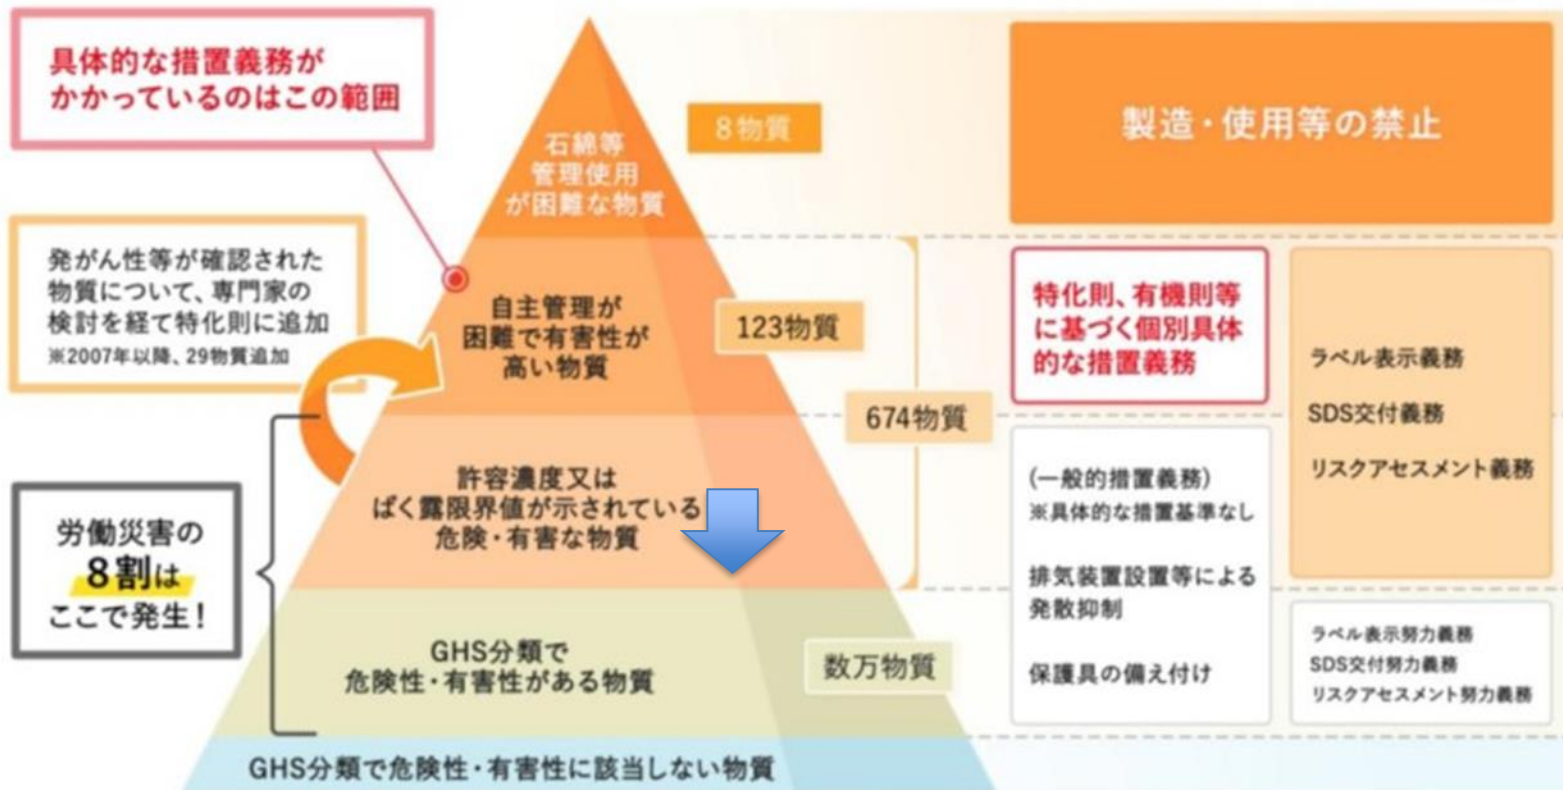 具体的な措置義務が
かかっているのはこの範囲
発がん性等が確認された
物質について、専門家の
検討を経て特化則に追加
※2007年以降、29物質追加
労働災害の
8割は
ここで発生!
石綿等
管理使用
が困難な物質
自主管理が
困難で有害性が
高い物質
許容濃度又は
ばく露限界値が示されている
危険・有害な物質
GHS分類で
危険性・有害性がある物質
GHS分類で危険性・有害性に該当しない物質
8物質
123物質
674物質
数万物質
製造・使用等の禁止
特化則、有機則等
に基づく個別具体
的な措置義務
(一般的措置義務)
※具体的な措置基準なし
排気装置設置等による
発散抑制
保護具の備え付け
ラベル表示義務
SDS交付義務
リスクアセスメント義務
ラベル表示努力義務
SDS交付努力義務
リスクアセスメント努力義務